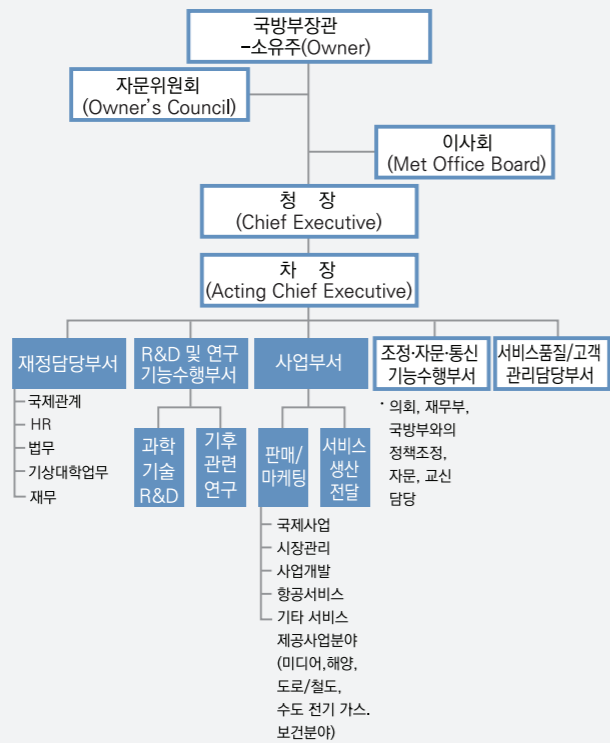 국방부장관
-소유주(Owner)
자문위원회
(Owner's Council)
이사회
(Met Office Board)
청 장
(Chief Executive)
차 장
(Acting Chief Executive)
재정담당부서
국제관계
HR
법무
기상대학업무
재무
R&D 및 연구
기능수행부서
과학
기술
R&D
기후
관련
연구
사업부서
판매/
마케팅
국제사업
시장관리
사업개발
항공서비스
기타 서비스
제공사업분야
(미디어,해양,
도로/철도,
수도 전기 가스.
보건분야)
서비스
생산
전달
조정·자문·통신
기능수행부서
· 의회, 재무부,
국방부와의
정책조정,
자문, 교신
담당
서비스품질/고객
관리담당부서